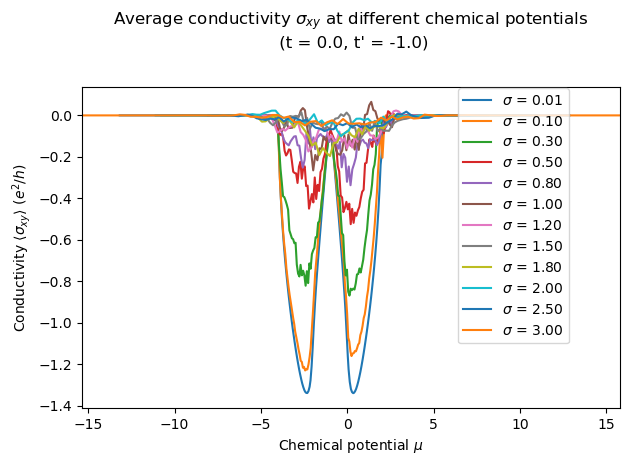 Average conductivity σxy at different chemical potentials
(t = 0.0, t' = -1.0)
0.0
−0.2
−0.4
−0.6
−0.8
−1.0
−1.2
−1.4
Conductivity ⟨σxy⟩ (e²/h)
−15
−10
−5
0
5
10
15
Chemical potential μ
σ = 0.01
σ = 0.10
σ = 0.30
σ = 0.50
σ = 0.80
σ = 1.00
σ = 1.20
σ = 1.50
σ = 1.80
σ = 2.00
σ = 2.50
σ = 3.00